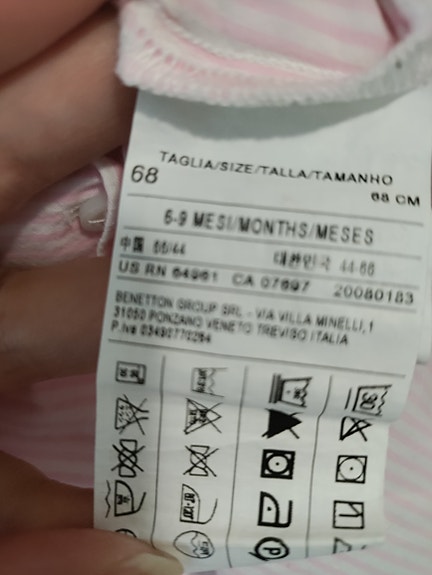 TAGLIA/SIZE/TALLA/TAMANHO
68 68 CM
6-9 MESI/MONTHS/MESES
中国 66/44 대한민국 44-66
US RN 64961 CA 07697 20080183
BENETTON GROUP SRL - VIA VILLA MINELLI,1
31050 PONZANO VENETO TREVISO ITALIA
P.Iva 03490770264